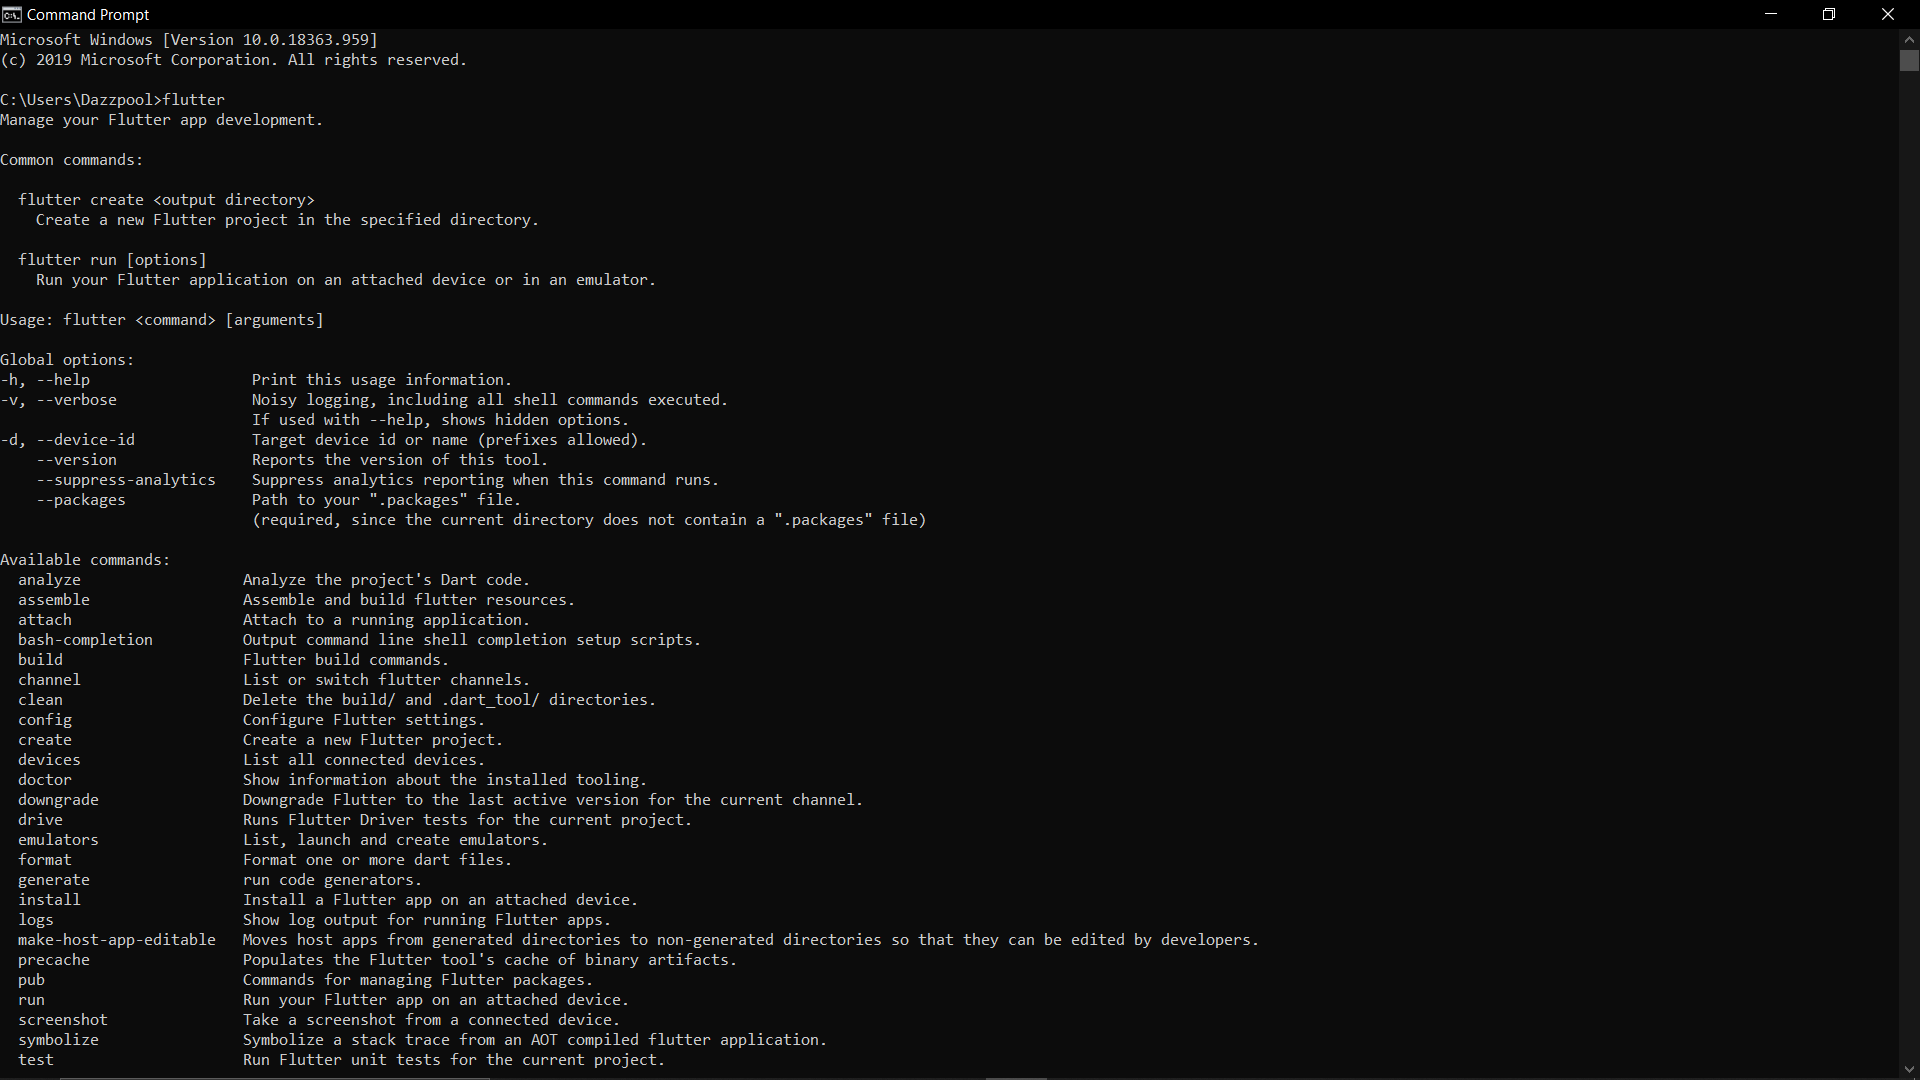 Command Prompt
Microsoft Windows [Version 10.0.18363.959]
(c) 2019 Microsoft Corporation. All rights reserved.
C:\Users\Dazzpool>flutter
Manage your Flutter app development.
Common commands:
flutter create <output directory>
Create a new Flutter project in the specified directory.
flutter run [options]
Run your Flutter application on an attached device or in an emulator.
Usage: flutter <command> [arguments]
Global options:
-h, --help Print this usage information.
-v, --verbose Noisy logging, including all shell commands executed.
If used with --help, shows hidden options.
-d, --device-id Target device id or name (prefixes allowed).
--version Reports the version of this tool.
--suppress-analytics Suppress analytics reporting when this command runs.
--packages Path to your ".packages" file.
(required, since the current directory does not contain a ".packages" file)
Available commands:
analyze Analyze the project's Dart code.
assemble Assemble and build flutter resources.
attach Attach to a running application.
bash-completion Output command line shell completion setup scripts.
build Flutter build commands.
channel List or switch flutter channels.
clean Delete the build/ and .dart_tool/ directories.
config Configure Flutter settings.
create Create a new Flutter project.
devices List all connected devices.
doctor Show information about the installed tooling.
downgrade Downgrade Flutter to the last active version for the current channel.
drive Runs Flutter Driver tests for the current project.
emulators List, launch and create emulators.
format Format one or more dart files.
generate run code generators.
install Install a Flutter app on an attached device.
logs Show log output for running Flutter apps.
make-host-app-editable Moves host apps from generated directories to non-generated directories so that they can be edited by developers.
precache Populates the Flutter tool's cache of binary artifacts.
pub Commands for managing Flutter packages.
run Run your Flutter app on an attached device.
screenshot Take a screenshot from a connected device.
symbolize Symbolize a stack trace from an AOT compiled flutter application.
test Run Flutter unit tests for the current project.